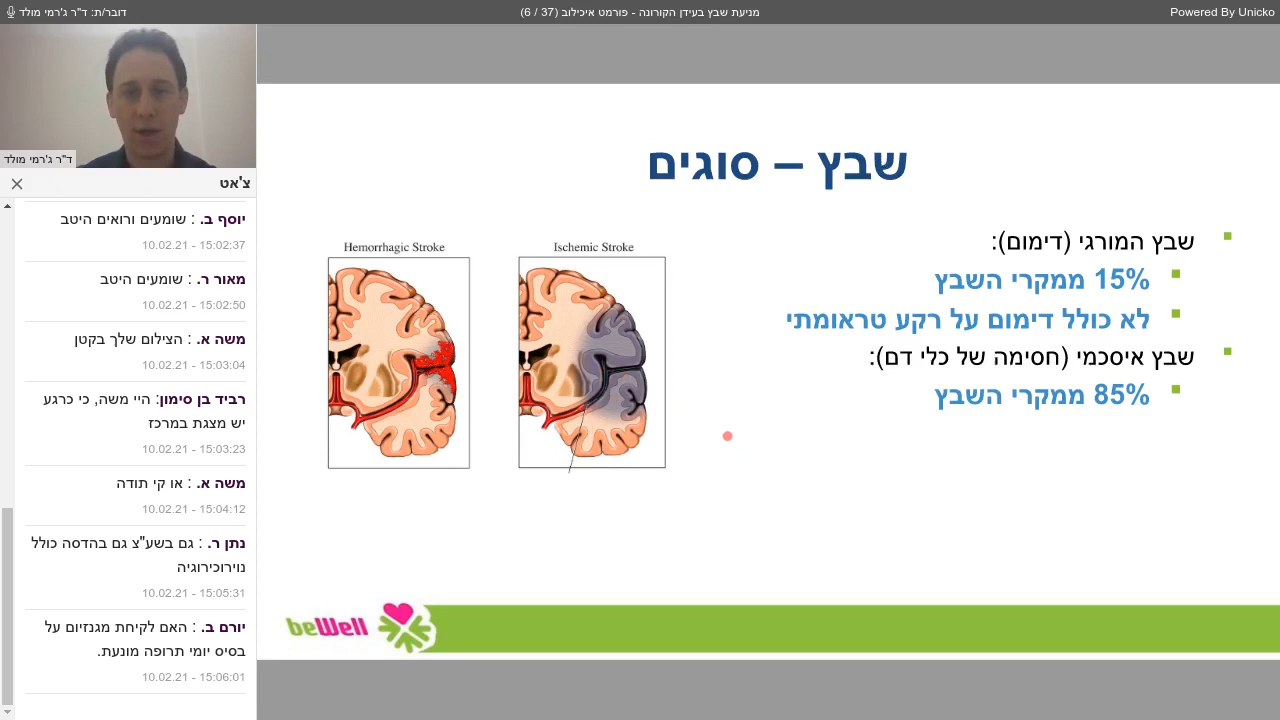 דובר/ת: ד"ר ג'רמי מולד
מניעת שבץ בעידן הקורונה - פורמט איכילוב (37 / 6)
Powered By Unicko
ד"ר ג'רמי מולד
צ'אט
יוסף ב. : שומעים ורואים היטב
10.02.21 - 15:02:37
מאור ר. : שומעים היטב
10.02.21 - 15:02:50
משה א. : הצילום שלך בקטן
10.02.21 - 15:03:04
רביד בן סימון: היי משה, כי כרגע
יש מצגת במרכז
10.02.21 - 15:03:23
משה א. : או קי תודה
10.02.21 - 15:04:12
נתן ר. : גם בשע"צ גם בהדסה כולל
נוירוכירוגיה
10.02.21 - 15:05:31
יורם ב. : האם לקיחת מגנזיום על
בסיס יומי תרופה מונעת.
10.02.21 - 15:06:01
שבץ – סוגים
שבץ המורגי (דימום):
15% ממקרי השבץ
לא כולל דימום על רקע טראומתי
שבץ איסכמי (חסימה של כלי דם):
85% ממקרי השבץ
Hemorrhagic Stroke
Ischemic Stroke
beWell